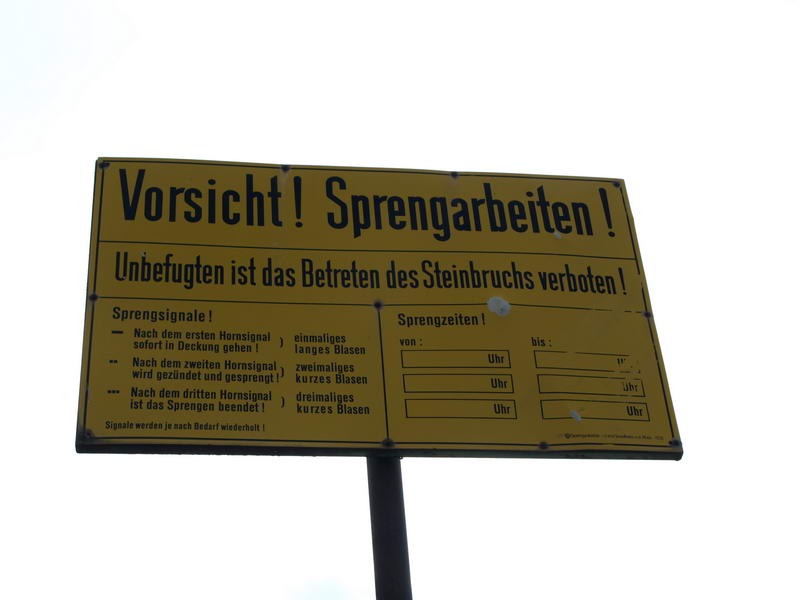 Vorsicht! Sprengarbeiten!
Unbefugten ist das Betreten des Steinbruchs verboten!
Sprengsignale!
— Nach dem ersten Hornsignal ) einmaliges
sofort in Deckung gehen! langes Blasen
-- Nach dem zweiten Hornsignal ) zweimaliges
wird gezündet und gesprengt! kurzes Blasen
--- Nach dem dritten Hornsignal ) dreimaliges
ist das Sprengen beendet! kurzes Blasen
Signale werden je nach Bedarf wiederholt!
Sprengzeiten!
von: bis:
Uhr Uhr
Uhr Uhr
Uhr Uhr